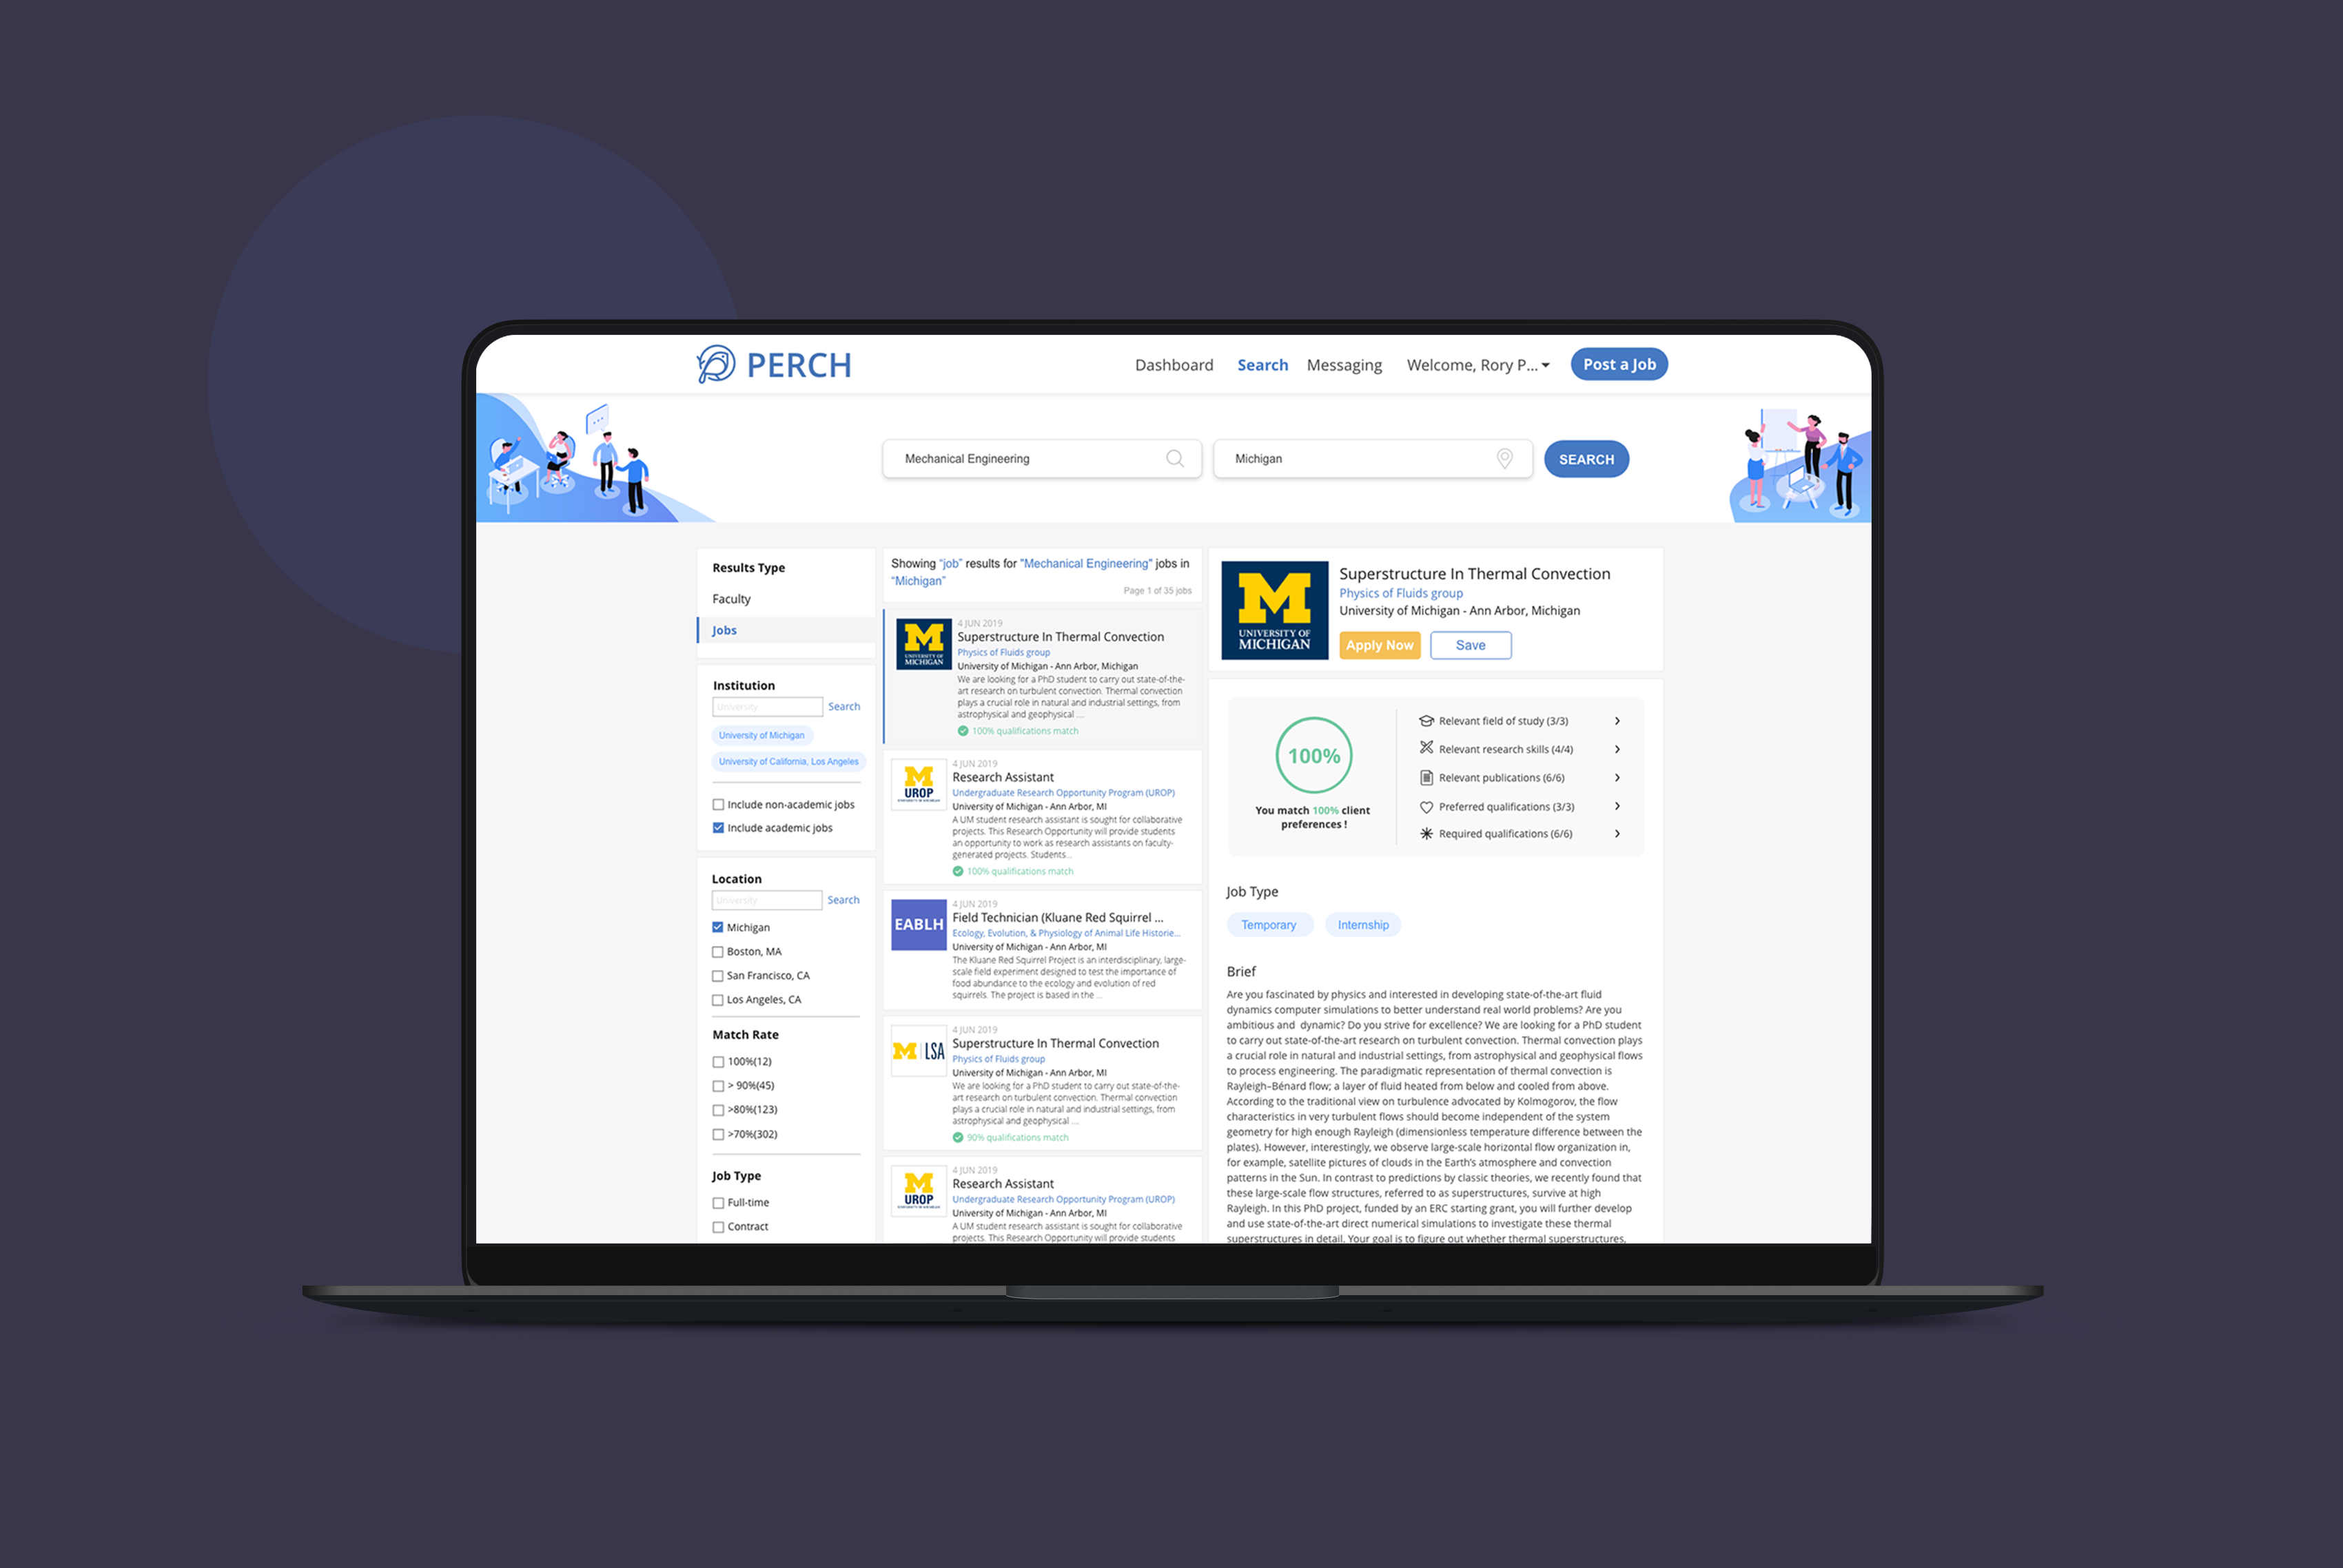 PERCH
Dashboard
Search
Messaging
Welcome, Rory P...
Post a Job
Mechanical Engineering
Michigan
SEARCH
Results Type
Faculty
Jobs
Institution
University
Search
University of Michigan
University of California, Los Angeles
Include non-academic jobs
Include academic jobs
Location
University
Search
Michigan
Boston, MA
San Francisco, CA
Los Angeles, CA
Match Rate
100%(12)
> 90%(45)
>80%(123)
>70%(302)
Job Type
Full-time
Contract
Showing “job” results for "Mechanical Engineering" jobs in
“Michigan”
Page 1 of 35 jobs
M
UNIVERSITY OF
MICHIGAN
4 JUN 2019
Superstructure In Thermal Convection
Physics of Fluids group
University of Michigan - Ann Arbor, Michigan
We are looking for a PhD student to carry out state-of-the-
art research on turbulent convection. Thermal convection
plays a crucial role in natural and industrial settings, from
astrophysical and geophysical ...
100% qualifications match
M
UROP
4 JUN 2019
Research Assistant
Undergraduate Research Opportunity Program (UROP)
University of Michigan - Ann Arbor, MI
A UM student research assistant is sought for collaborative
projects. This Research Opportunity will provide students
an opportunity to work as research assistants on faculty-
generated projects. Students...
100% qualifications match
EABLH
4 JUN 2019
Field Technician (Kluane Red Squirrel ...
Ecology, Evolution, & Physiology of Animal Life Historie...
University of Michigan - Ann Arbor, MI
The Kluane Red Squirrel Project is an interdisciplinary, large-
scale field experiment designed to test the importance of
food abundance to the ecology and evolution of red
squirrels. The project is based in the ...
M LSA
4 JUN 2019
Superstructure In Thermal Convection
Physics of Fluids group
University of Michigan - Ann Arbor, MI
We are looking for a PhD student to carry out state-of-the-
art research on turbulent convection. Thermal convection
plays a crucial role in natural and industrial settings, from
astrophysical and geophysical ...
90% qualifications match
M
UROP
4 JUN 2019
Research Assistant
Undergraduate Research Opportunity Program (UROP)
University of Michigan - Ann Arbor, MI
A UM student research assistant is sought for collaborative
projects. This Research Opportunity will provide students
M
UNIVERSITY OF
MICHIGAN
Superstructure In Thermal Convection
Physics of Fluids group
University of Michigan - Ann Arbor, Michigan
Apply Now
Save
100%
You match 100% client
preferences !
Relevant field of study (3/3)
Relevant research skills (4/4)
Relevant publications (6/6)
Preferred qualifications (3/3)
Required qualifications (6/6)
Job Type
Temporary
Internship
Brief
Are you fascinated by physics and interested in developing state-of-the-art fluid
dynamics computer simulations to better understand real world problems? Are you
ambitious and dynamic? Do you strive for excellence? We are looking for a PhD student
to carry out state-of-the-art research on turbulent convection. Thermal convection plays
a crucial role in natural and industrial settings, from astrophysical and geophysical flows
to process engineering. The paradigmatic representation of thermal convection is
Rayleigh–Bénard flow; a layer of fluid heated from below and cooled from above.
According to the traditional view on turbulence advocated by Kolmogorov, the flow
characteristics in very turbulent flows should become independent of the system
geometry for high enough Rayleigh (dimensionless temperature difference between the
plates). However, interestingly, we observe large-scale horizontal flow organization in,
for example, satellite pictures of clouds in the Earth's atmosphere and convection
patterns in the Sun. In contrast to predictions by classic theories, we recently found that
these large-scale flow structures, referred to as superstructures, survive at high
Rayleigh. In this PhD project, funded by an ERC starting grant, you will further develop
and use state-of-the-art direct numerical simulations to investigate these thermal
superstructures in detail. Your goal is to figure out whether thermal superstructures,